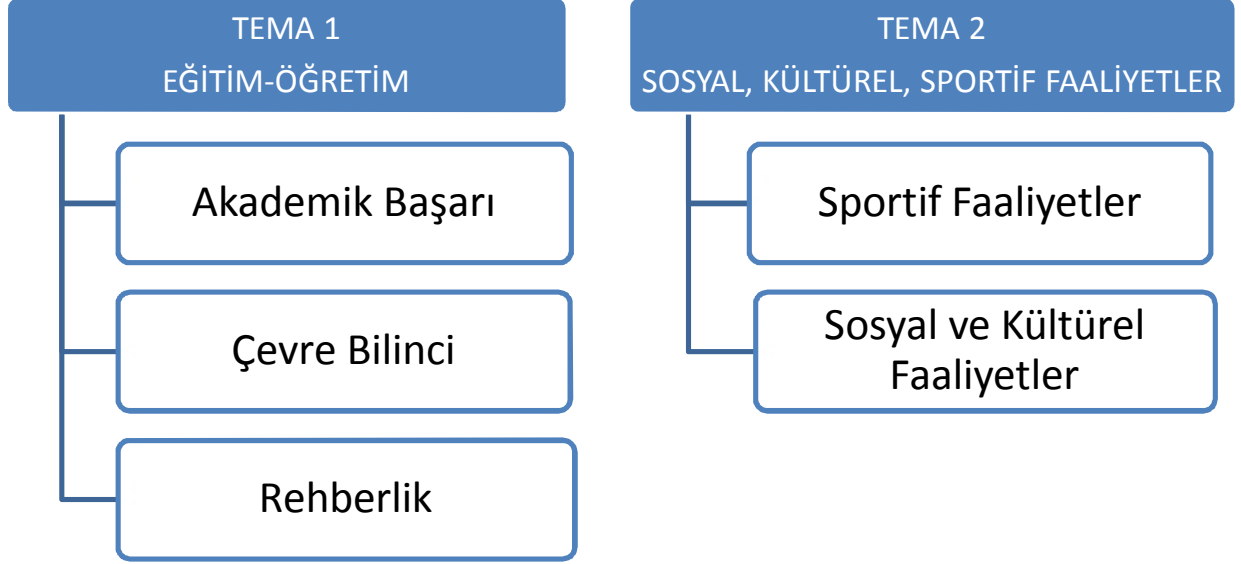 TEMA 1
EĞİTİM-ÖĞRETİM
Akademik Başarı
Çevre Bilinci
Rehberlik
TEMA 2
SOSYAL, KÜLTÜREL, SPORTİF FAALİYETLER
Sportif Faaliyetler
Sosyal ve Kültürel
Faaliyetler